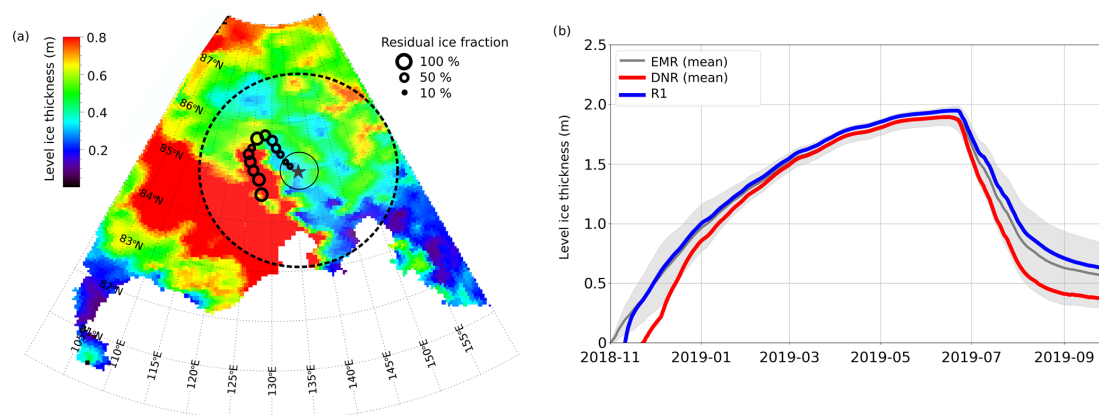 (a)
Level ice thickness (m)
0.8
0.6
0.4
0.2
Residual ice fraction
100 %
50 %
10 %
87°N
86°N
85°N
84°N
83°N
82°N
81°N
105°E
110°E
115°E
120°E
125°E
130°E
135°E
140°E
145°E
150°E
155°E
(b)
Level ice thickness (m)
2.5
2.0
1.5
1.0
0.5
0
EMR (mean)
DNR (mean)
R1
2018-11
2019-01
2019-03
2019-05
2019-07
2019-09